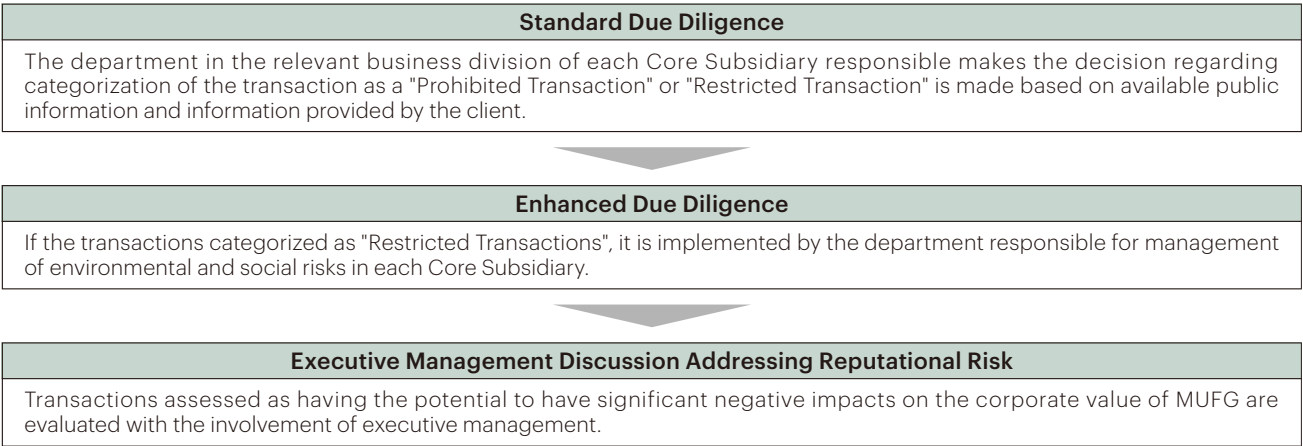 Standard Due Diligence
The department in the relevant business division of each Core Subsidiary responsible makes the decision regarding
categorization of the transaction as a "Prohibited Transaction" or "Restricted Transaction" is made based on available public
information and information provided by the client.
Enhanced Due Diligence
If the transactions categorized as "Restricted Transactions", it is implemented by the department responsible for management
of environmental and social risks in each Core Subsidiary.
Executive Management Discussion Addressing Reputational Risk
Transactions assessed as having the potential to have significant negative impacts on the corporate value of MUFG are
evaluated with the involvement of executive management.